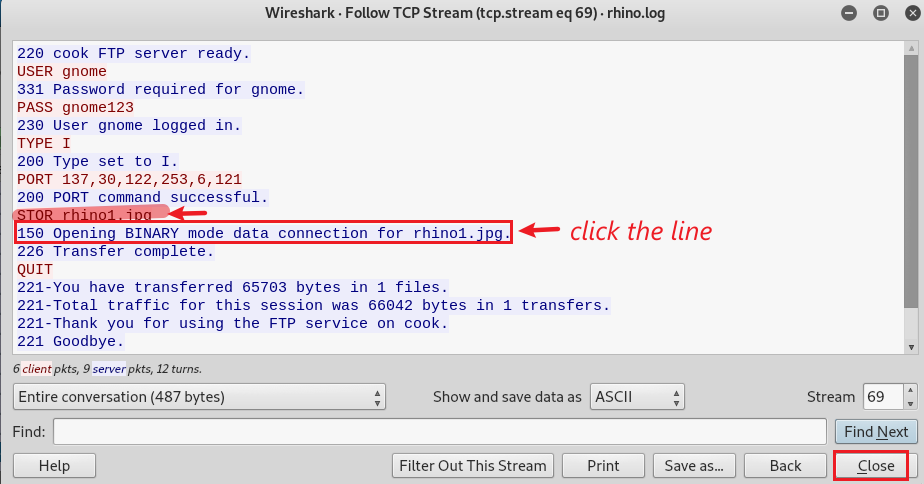 Wireshark · Follow TCP Stream (tcp.stream eq 69) · rhino.log
220 cook FTP server ready.
USER gnome
331 Password required for gnome.
PASS gnome123
230 User gnome logged in.
TYPE I
200 Type set to I.
PORT 137,30,122,253,6,121
200 PORT command successful.
STOR rhino1.jpg
150 Opening BINARY mode data connection for rhino1.jpg.
click the line
226 Transfer complete.
QUIT
221-You have transferred 65703 bytes in 1 files.
221-Total traffic for this session was 66042 bytes in 1 transfers.
221-Thank you for using the FTP service on cook.
221 Goodbye.
6 client pkts, 9 server pkts, 12 turns.
Entire conversation (487 bytes) Show and save data as ASCII Stream 69
Find: Find Next
Help Filter Out This Stream Print Save as... Back Close